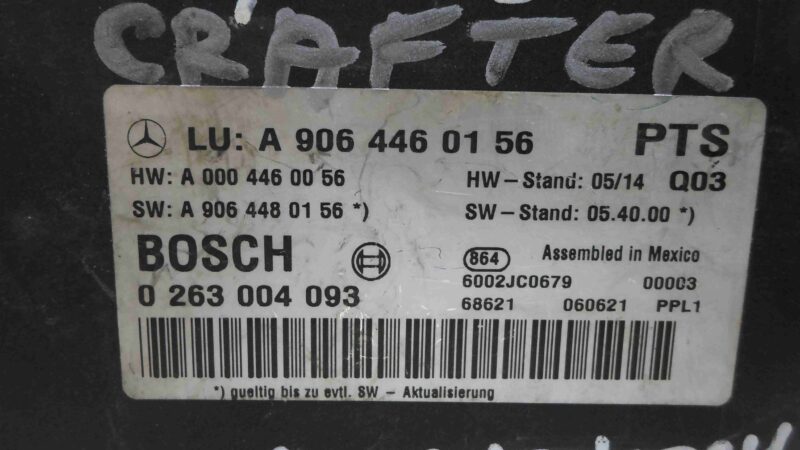 CRAFTER
LU: A 906 446 01 56 PTS
HW: A 000 446 00 56 HW-Stand: 05/14 Q03
SW: A 906 448 01 56 *) SW-Stand: 05.40.00 *)
BOSCH 864 Assembled in Mexico
6002JC0679 00003
0 263 004 093 68621 060621 PPL1
*) gueltig bis zu evtl. SW - Aktualisierung